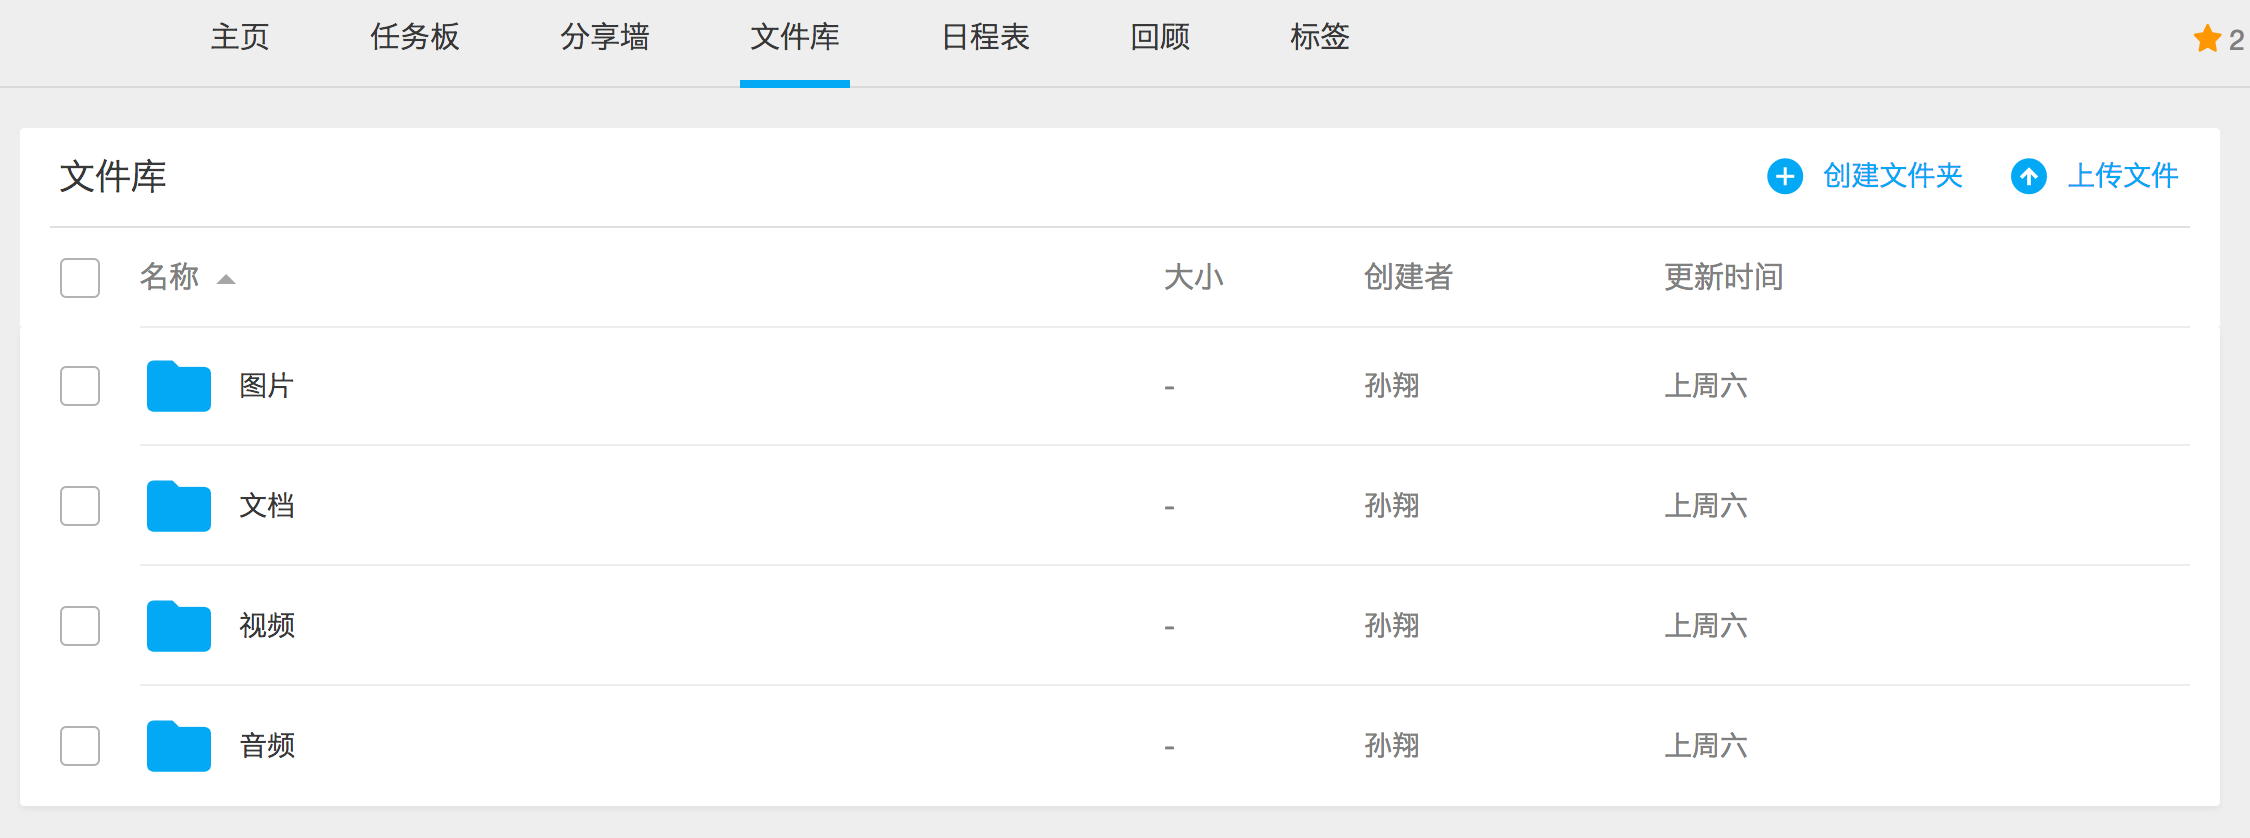 主页 任务板 分享墙 文件库 日程表 回顾 标签 2
文件库 创建文件夹 上传文件
名称 大小 创建者 更新时间
图片 - 孙翔 上周六
文档 - 孙翔 上周六
视频 - 孙翔 上周六
音频 - 孙翔 上周六